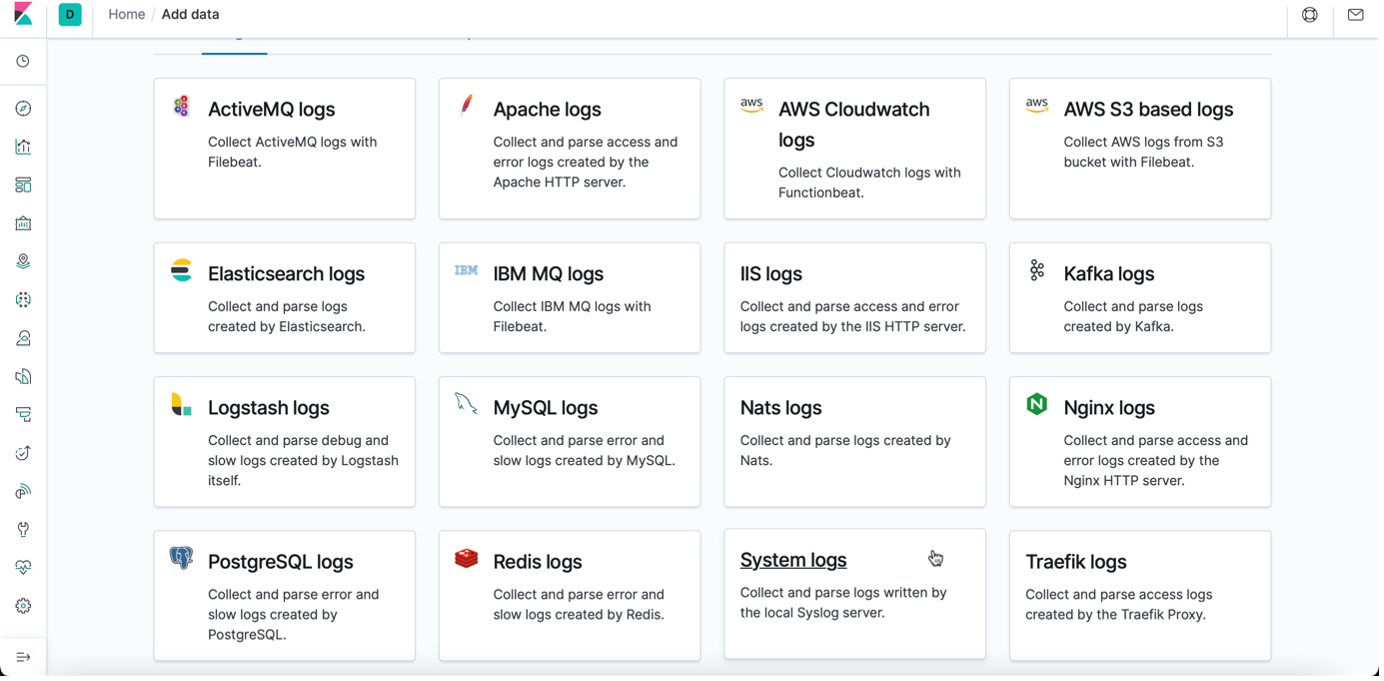 D Home / Add data
ActiveMQ logs
Collect ActiveMQ logs with
Filebeat.
Apache logs
Collect and parse access and
error logs created by the
Apache HTTP server.
aws
AWS Cloudwatch
logs
Collect Cloudwatch logs with
Functionbeat.
aws
AWS S3 based logs
Collect AWS logs from S3
bucket with Filebeat.
Elasticsearch logs
Collect and parse logs
created by Elasticsearch.
IBM
IBM MQ logs
Collect IBM MQ logs with
Filebeat.
IIS logs
Collect and parse access and error
logs created by the IIS HTTP server.
Kafka logs
Collect and parse logs
created by Kafka.
Logstash logs
Collect and parse debug and
slow logs created by Logstash
itself.
MySQL logs
Collect and parse error and
slow logs created by MySQL.
Nats logs
Collect and parse logs created by
Nats.
N
Nginx logs
Collect and parse access and
error logs created by the
Nginx HTTP server.
PostgreSQL logs
Collect and parse error and
slow logs created by
PostgreSQL.
Redis logs
Collect and parse error and
slow logs created by Redis.
System logs
Collect and parse logs written by
the local Syslog server.
Traefik logs
Collect and parse access logs
created by the Traefik Proxy.